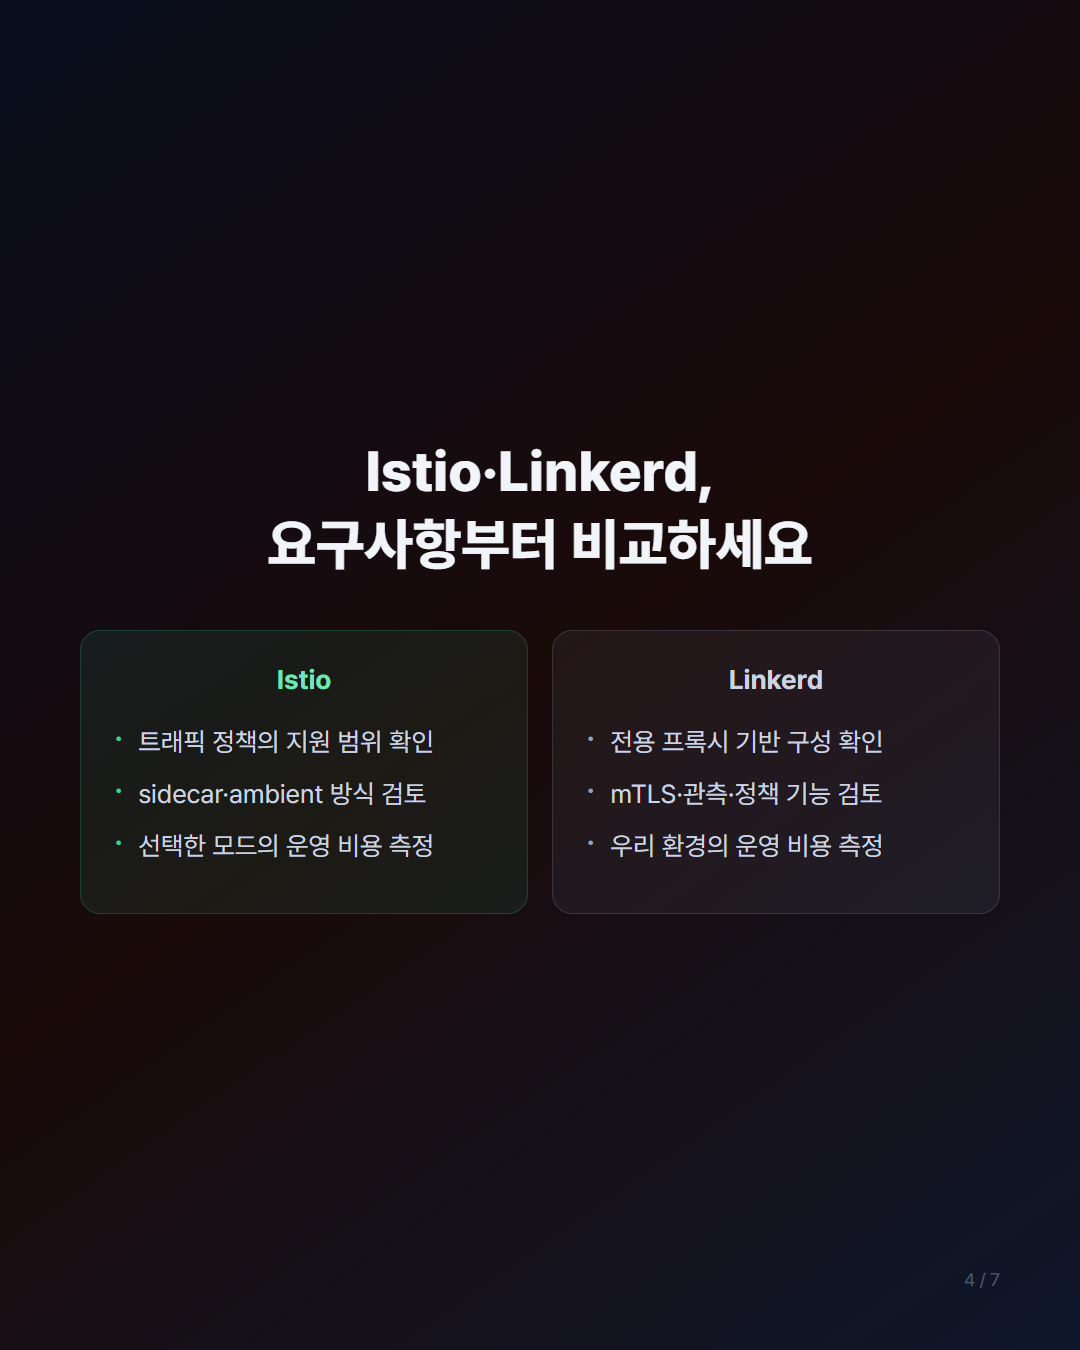 Istio·Linkerd,
요구사항부터 비교하세요
Istio
· 트래픽 정책의 지원 범위 확인
· sidecar·ambient 방식 검토
· 선택한 모드의 운영 비용 측정
Linkerd
· 전용 프록시 기반 구성 확인
· mTLS·관측·정책 기능 검토
· 우리 환경의 운영 비용 측정
4 / 7